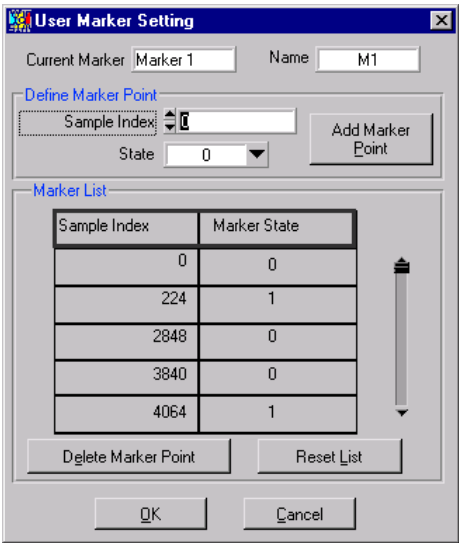 User Marker Setting
Current Marker Marker 1 Name M1
Define Marker Point
Sample Index 0
State 0
Add Marker
Point
Marker List
Sample Index Marker State
0 0
224 1
2848 0
3840 0
4064 1
Delete Marker Point Reset List
OK Cancel